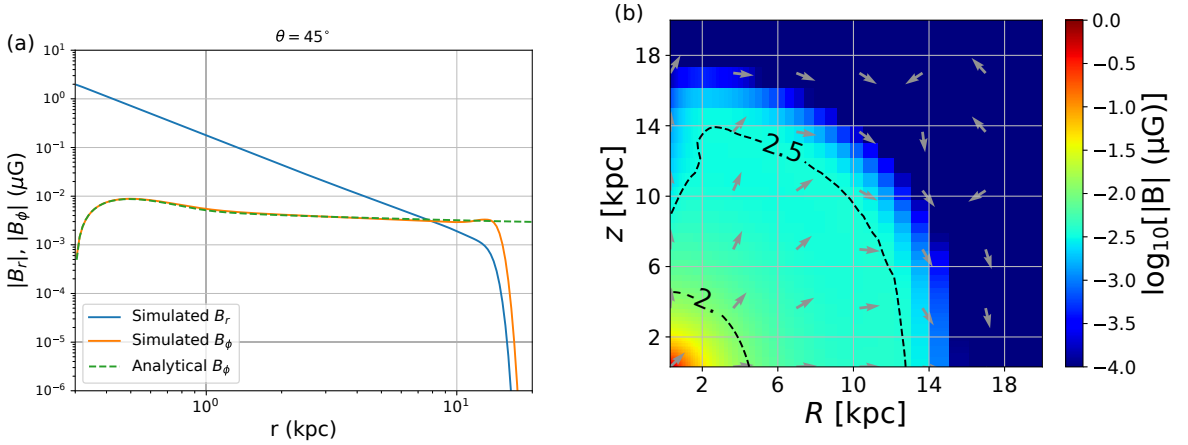 (a)
θ = 45°
10¹
10⁰
10⁻¹
10⁻²
10⁻³
10⁻⁴
10⁻⁵
10⁻⁶
|B_r|, |B_ϕ| (μG)
Simulated B_r
Simulated B_ϕ
Analytical B_ϕ
10⁰
10¹
r (kpc)
(b)
18
14
10
6
2
z [kpc]
2.5
2.
2
6
10
14
18
R [kpc]
0.0
−0.5
−1.0
−1.5
−2.0
−2.5
−3.0
−3.5
−4.0
log₁₀[|B| (μG)]